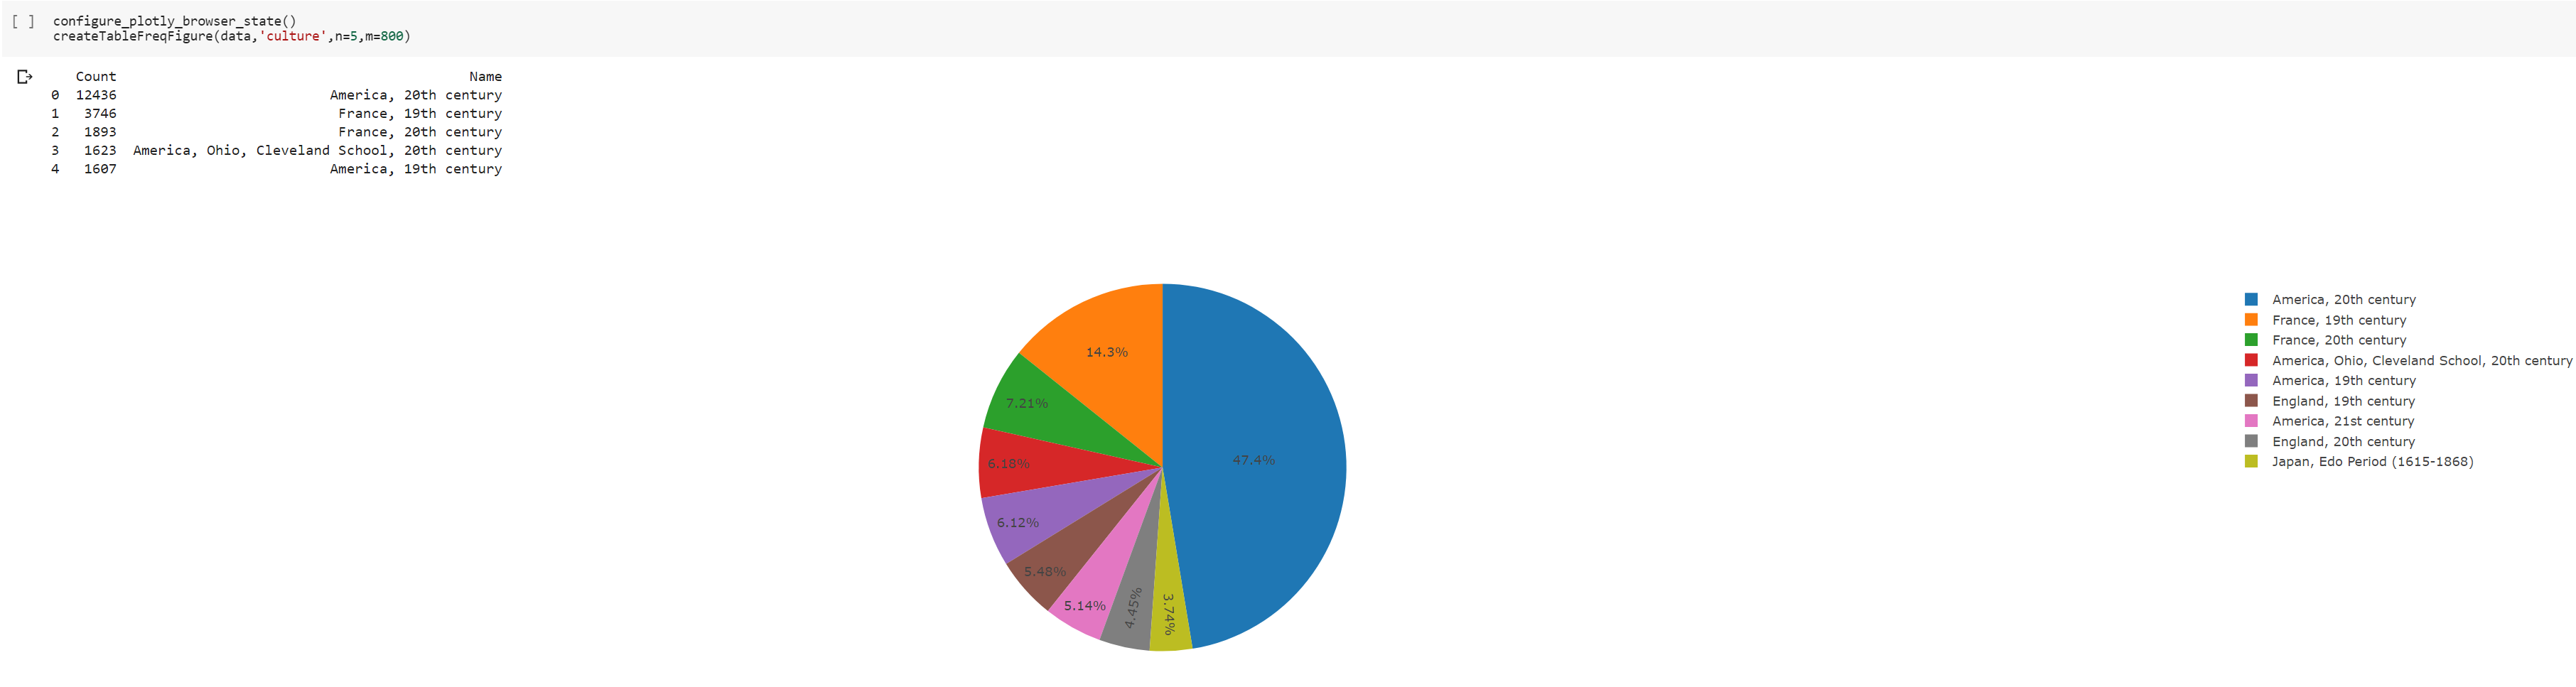 [ ] configure_plotly_browser_state()
createTableFreqFigure(data,'culture',n=5,m=800)
Count Name
0 12436 America, 20th century
1 3746 France, 19th century
2 1893 France, 20th century
3 1623 America, Ohio, Cleveland School, 20th century
4 1607 America, 19th century
47.4%
14.3%
7.21%
6.18%
6.12%
5.48%
5.14%
4.45%
3.74%
America, 20th century
France, 19th century
France, 20th century
America, Ohio, Cleveland School, 20th century
America, 19th century
England, 19th century
America, 21st century
England, 20th century
Japan, Edo Period (1615-1868)